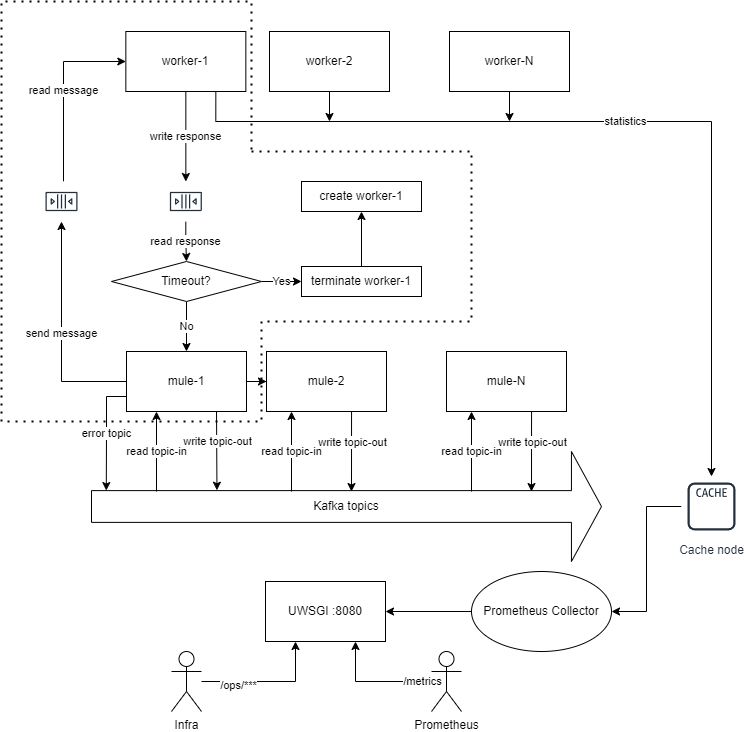 worker-1
worker-2
worker-N
read message
statistics
write response
create worker-1
read response
Timeout?
Yes
terminate worker-1
No
send message
mule-1
mule-2
mule-N
error topic
read topic-in
write topic-out
read topic-in
write topic-out
read topic-in
write topic-out
Kafka topics
CACHE
Cache node
UWSGI :8080
Prometheus Collector
/ops/***
/metrics
Infra
Prometheus